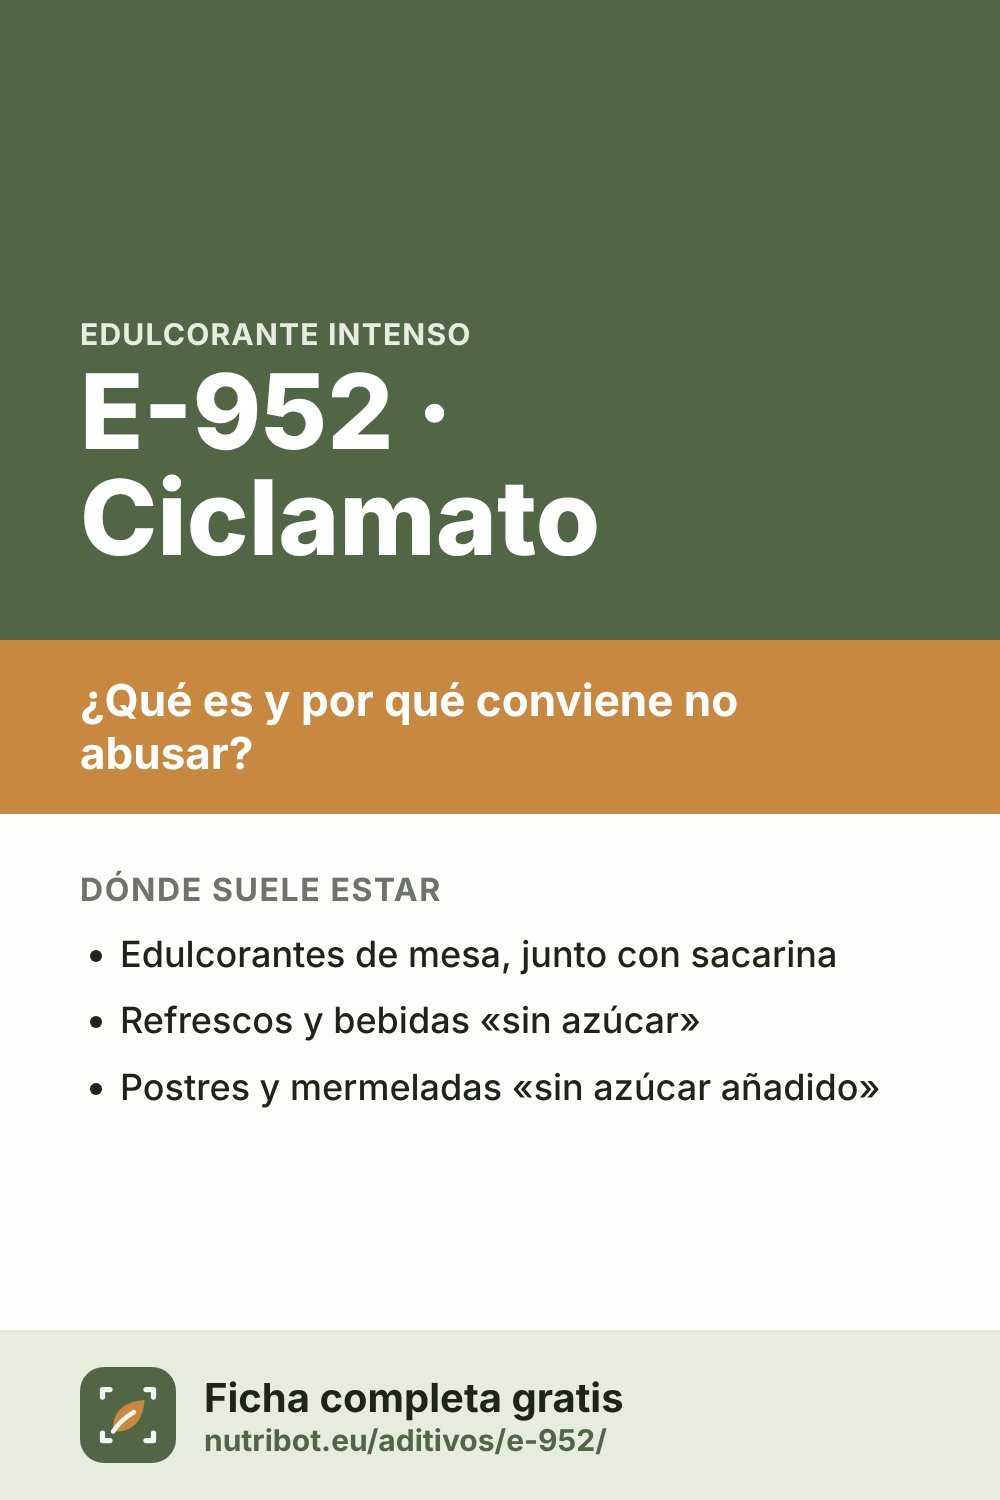 EDULCORANTE INTENSO
E-952 ·
Ciclamato
¿Qué es y por qué conviene no
abusar?
DÓNDE SUELE ESTAR
• Edulcorantes de mesa, junto con sacarina
• Refrescos y bebidas «sin azúcar»
• Postres y mermeladas «sin azúcar añadido»
Ficha completa gratis
nutribot.eu/aditivos/e-952/